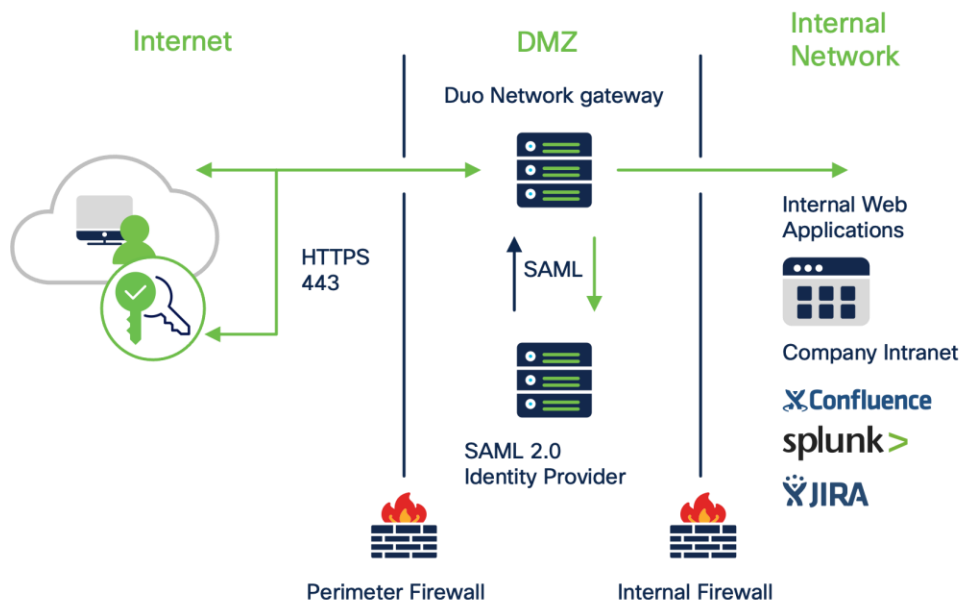 Internet
DMZ
Internal
Network
Duo Network gateway
HTTPS
443
SAML
SAML 2.0
Identity Provider
Internal Web
Applications
Company Intranet
Confluence
splunk>
JIRA
Perimeter Firewall
Internal Firewall